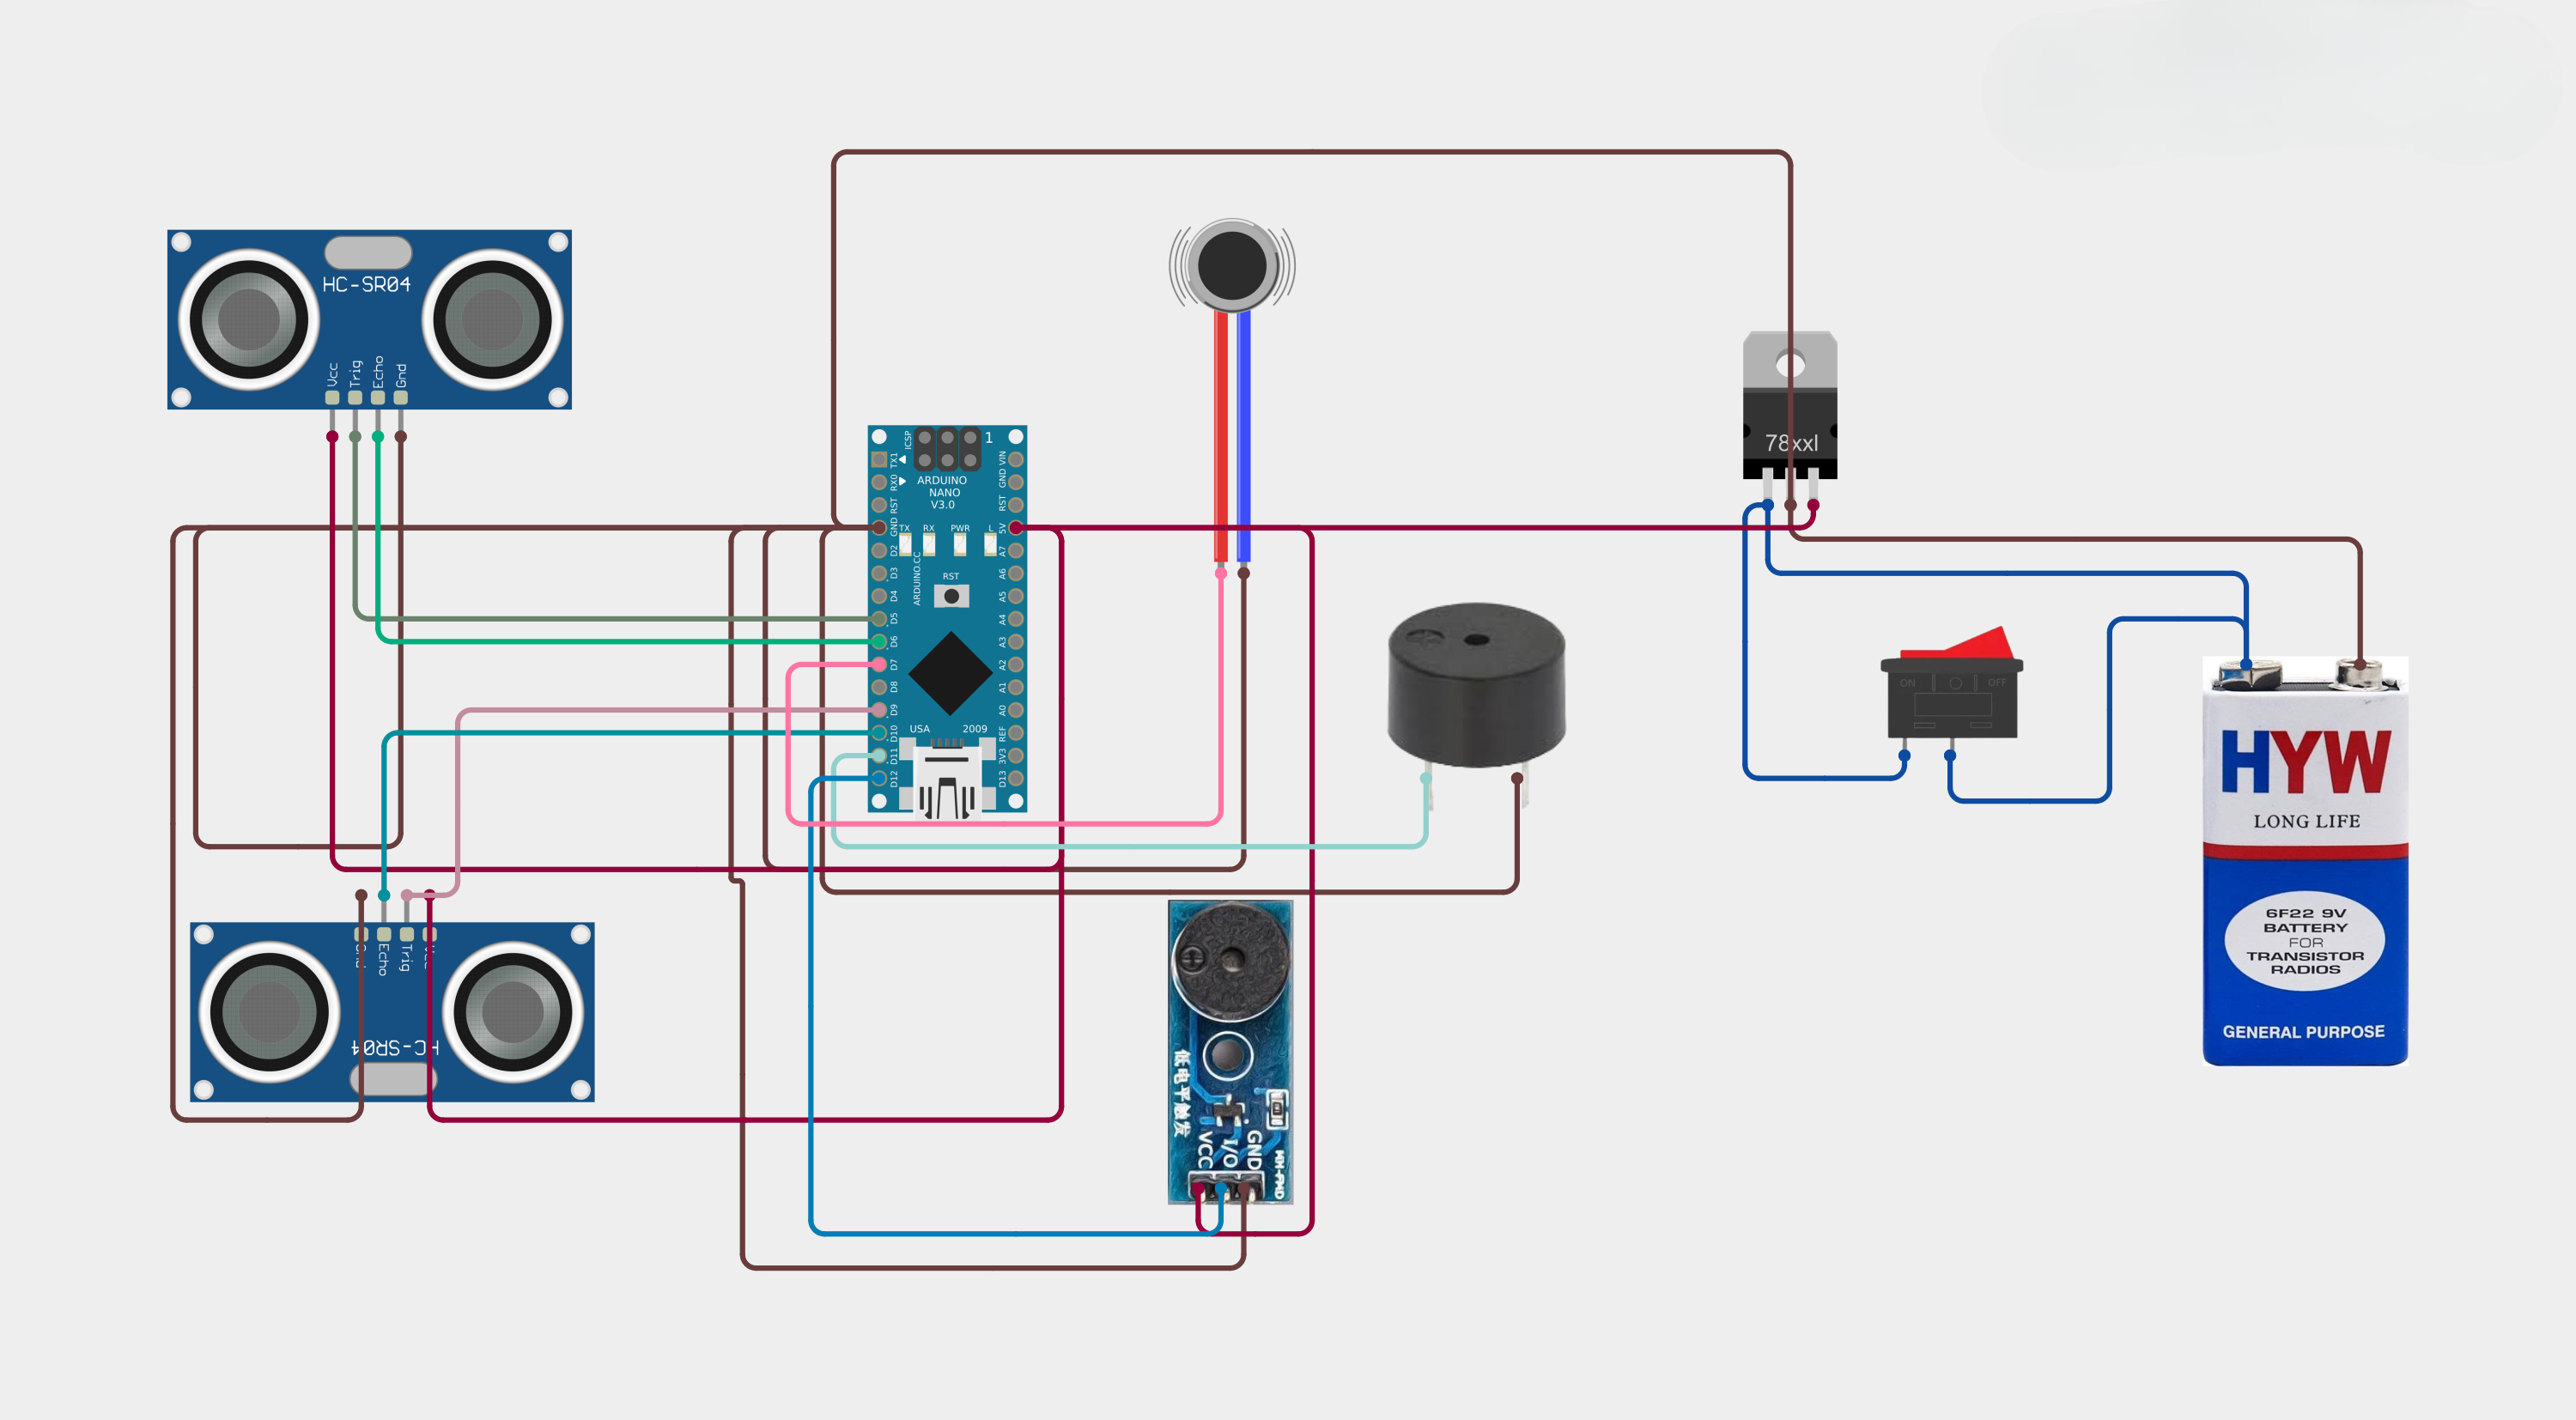 HC-SR04
Vcc
Trig
Echo
Gnd
ICSP
1
TX1
RX0
RST
GND
D2
D3
D4
D5
D6
D7
D8
D9
D10
D11
D12
ARDUINO
NANO
V3.0
TX
RX
PWR
L
RST
ARDUINO.CC
USA
2009
VIN
GND
RST
5V
A7
A6
A5
A4
A3
A2
A1
A0
REF
3V3
D13
78xxl
ON
OFF
HYW
LONG LIFE
6F22 9V
BATTERY
FOR
TRANSISTOR
RADIOS
GENERAL PURPOSE
Gnd
Echo
Trig
Vcc
HC-SR04
低电平触发
VCC
I/O
GND
MH-FMD